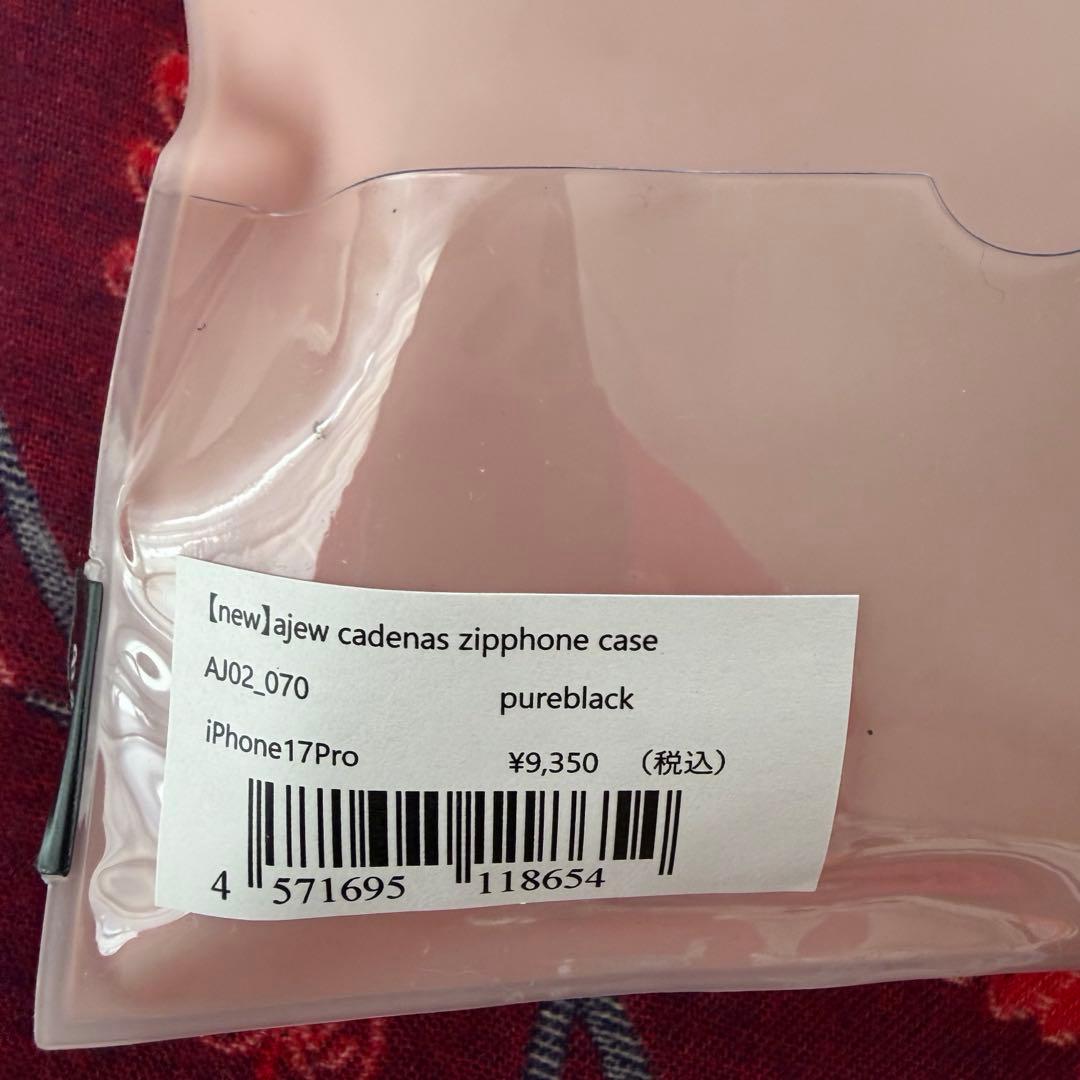 【new】ajew cadenas zipphone case
AJ02_070 pureblack
iPhone17Pro ¥9,350 （税込）
4 571695 118654